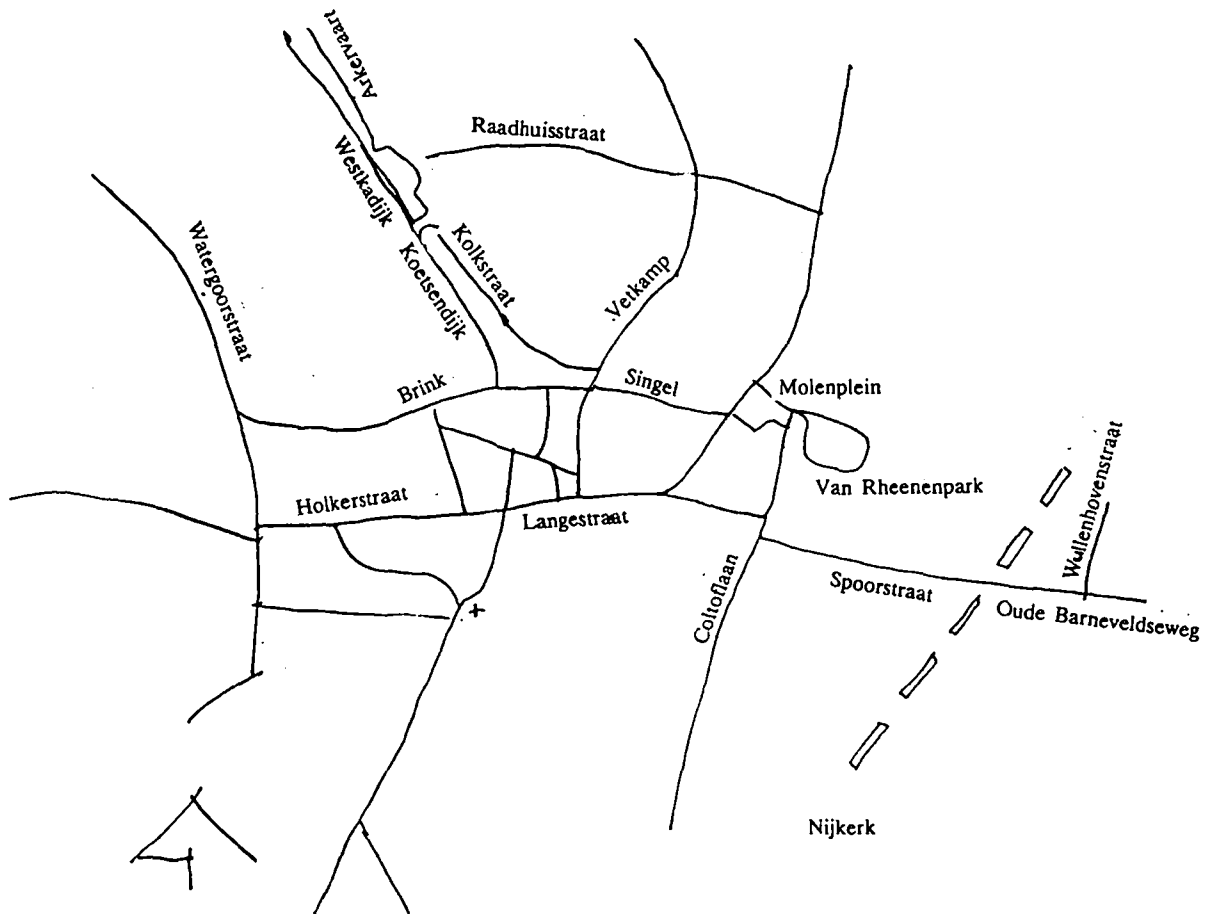 Arkervaart
Raadhuisstraat
Westkadijk
Kolkstraat
Watergoorstraat
Koetsendijk
Vetkamp
Brink
Singel
Molenplein
Van Rheenenpark
Wullenhovenstraat
Holkerstraat
Langestraat
Coltoflaan
Spoorstraat
Oude Barneveldseweg
Nijkerk